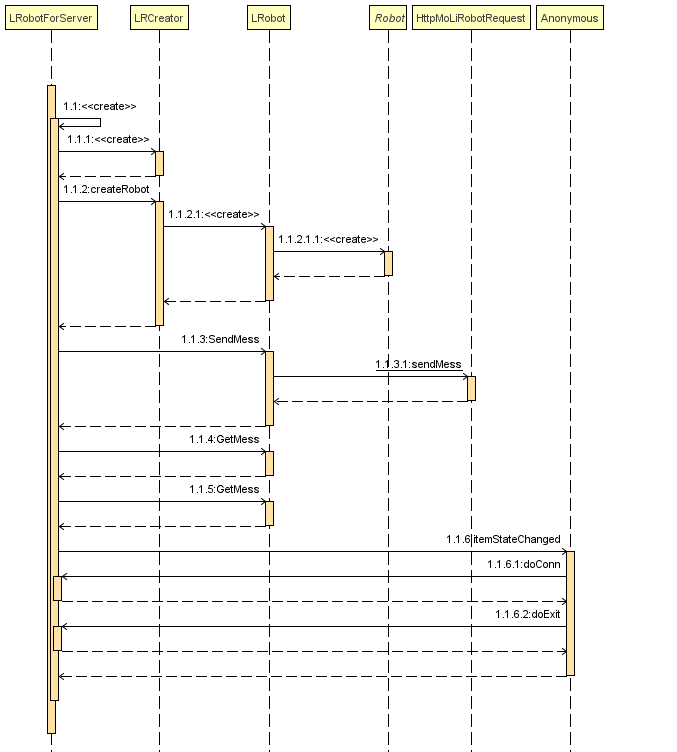 LRobotForServer LRCreator LRobot Robot HttpMoLiRobotRequest Anonymous
1.1:<<create>>
1.1.1:<<create>>
1.1.2:createRobot
1.1.2.1:<<create>>
1.1.2.1.1:<<create>>
1.1.3:SendMess
1.1.3.1:sendMess
1.1.4:GetMess
1.1.5:GetMess
1.1.6:itemStateChanged
1.1.6.1:doConn
1.1.6.2:doExit